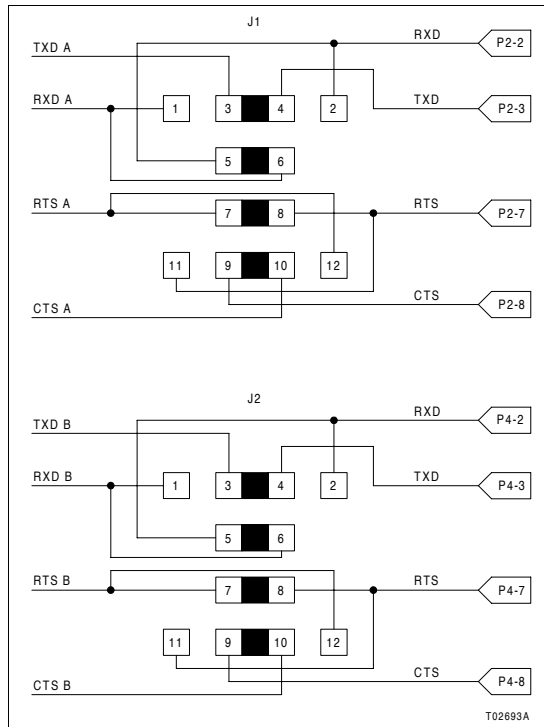 J1
RXD P2-2
TXD A
RXD A 1 3 4 2 TXD P2-3
5 6
RTS A 7 8 RTS P2-7
11 9 10 12
CTS P2-8
CTS A
J2
RXD P4-2
TXD B
RXD B 1 3 4 2 TXD P4-3
5 6
RTS B 7 8 RTS P4-7
11 9 10 12
CTS P4-8
CTS B
T02693A